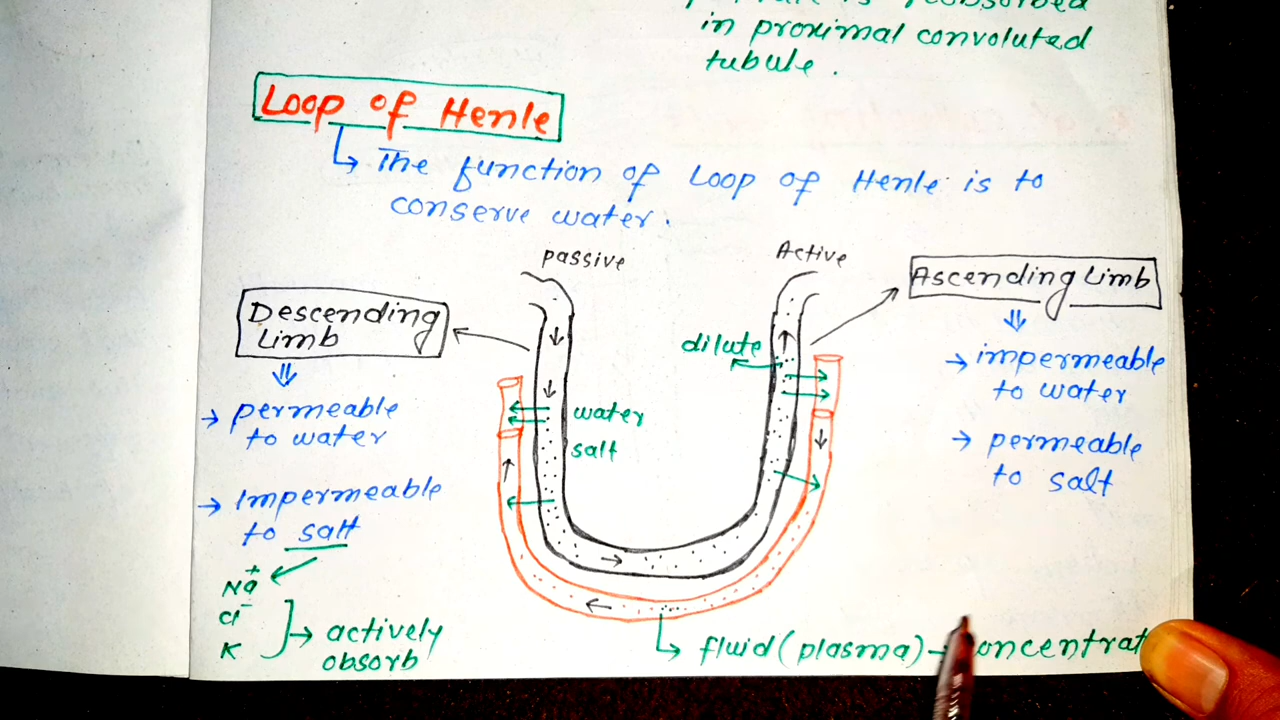 in proximal convoluted
tubule.
Loop of Henle
The function of Loop of Henle is to
conserve water.
passive
Active
Descending
Limb
Ascending Limb
permeable
to water
Impermeable
to salt
Na+
Cl-
K
actively
obsorb
water
salt
dilute
impermeable
to water
permeable
to salt
fluid (plasma) →